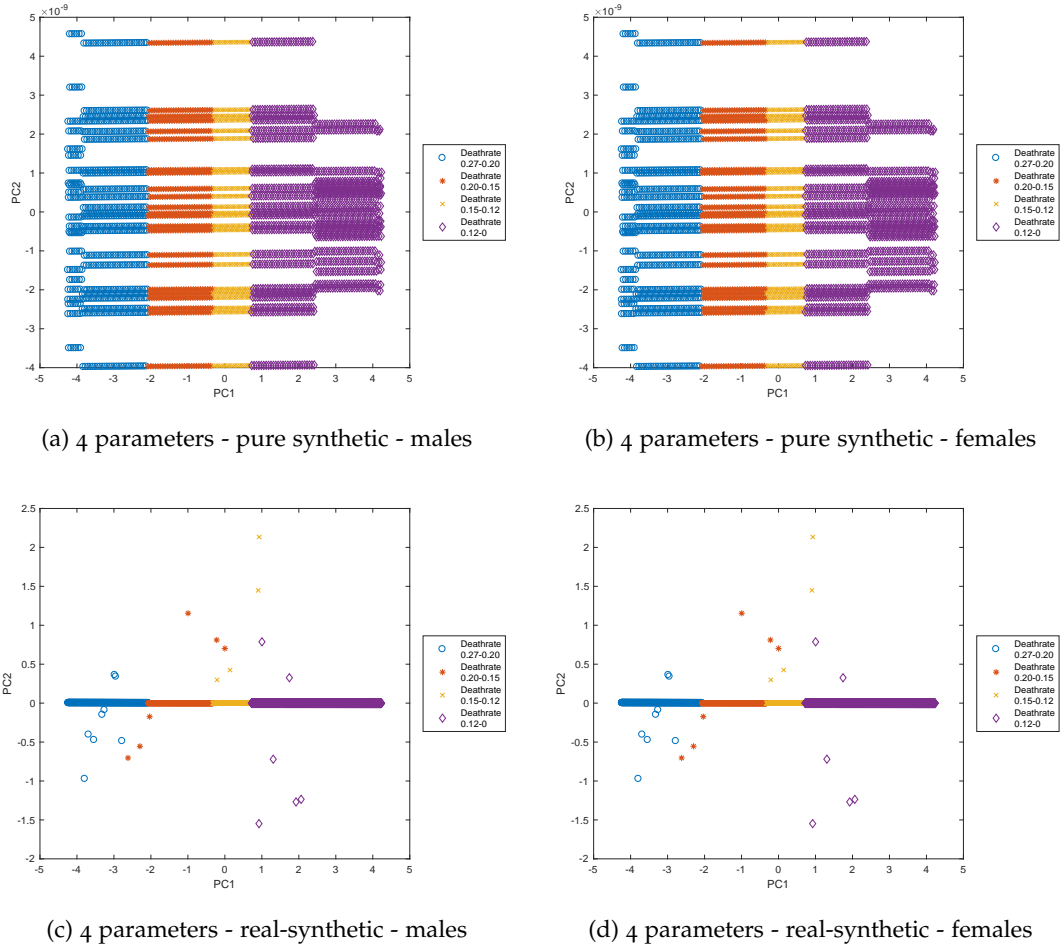 ×10⁻⁹
5
4
3
2
1
0
-1
-2
-3
-4
PC2
-5 -4 -3 -2 -1 0 1 2 3 4 5
PC1
Deathrate
0.27-0.20
Deathrate
0.20-0.15
Deathrate
0.15-0.12
Deathrate
0.12-0
(a) 4 parameters - pure synthetic - males
×10⁻⁹
5
4
3
2
1
0
-1
-2
-3
-4
PC2
-5 -4 -3 -2 -1 0 1 2 3 4 5
PC1
Deathrate
0.27-0.20
Deathrate
0.20-0.15
Deathrate
0.15-0.12
Deathrate
0.12-0
(b) 4 parameters - pure synthetic - females
2.5
2
1.5
1
0.5
0
-0.5
-1
-1.5
-2
PC2
-5 -4 -3 -2 -1 0 1 2 3 4 5
PC1
Deathrate
0.27-0.20
Deathrate
0.20-0.15
Deathrate
0.15-0.12
Deathrate
0.12-0
(c) 4 parameters - real-synthetic - males
2.5
2
1.5
1
0.5
0
-0.5
-1
-1.5
-2
PC2
-5 -4 -3 -2 -1 0 1 2 3 4 5
PC1
Deathrate
0.27-0.20
Deathrate
0.20-0.15
Deathrate
0.15-0.12
Deathrate
0.12-0
(d) 4 parameters - real-synthetic - females